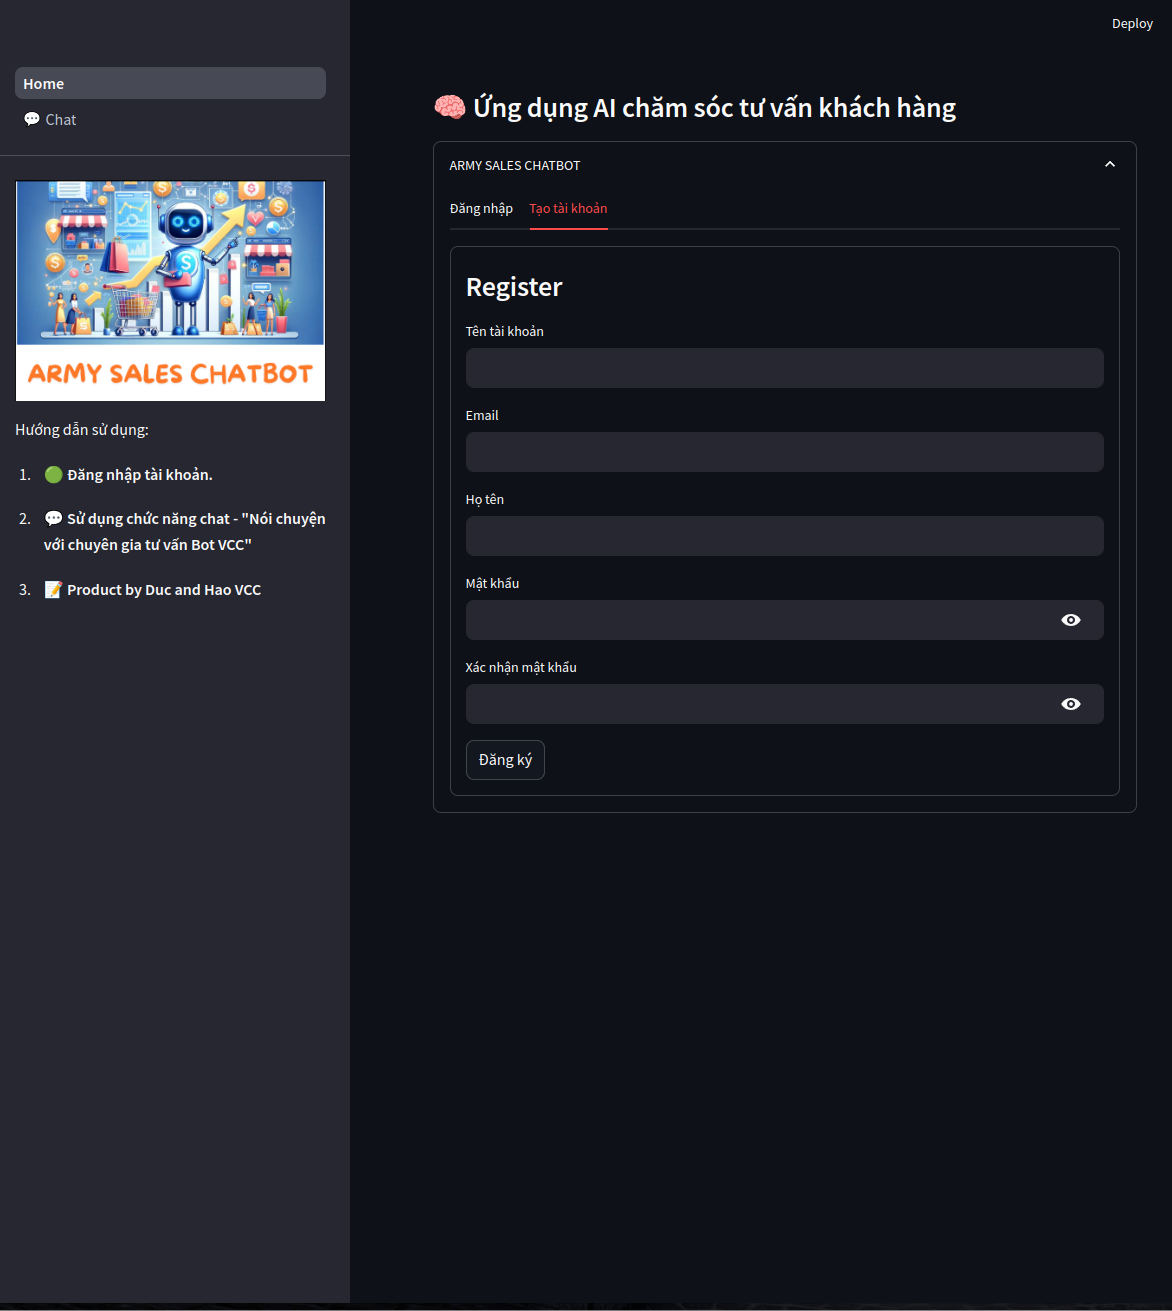 Deploy
Home
💬 Chat
ARMY SALES CHATBOT
Hướng dẫn sử dụng:
1. 🟢 Đăng nhập tài khoản.
2. 💬 Sử dụng chức năng chat - "Nói chuyện
với chuyên gia tư vấn Bot VCC"
3. 📝 Product by Duc and Hao VCC
🧠 Ứng dụng AI chăm sóc tư vấn khách hàng
ARMY SALES CHATBOT
Đăng nhập Tạo tài khoản
Register
Tên tài khoản
Email
Họ tên
Mật khẩu
Xác nhận mật khẩu
Đăng ký